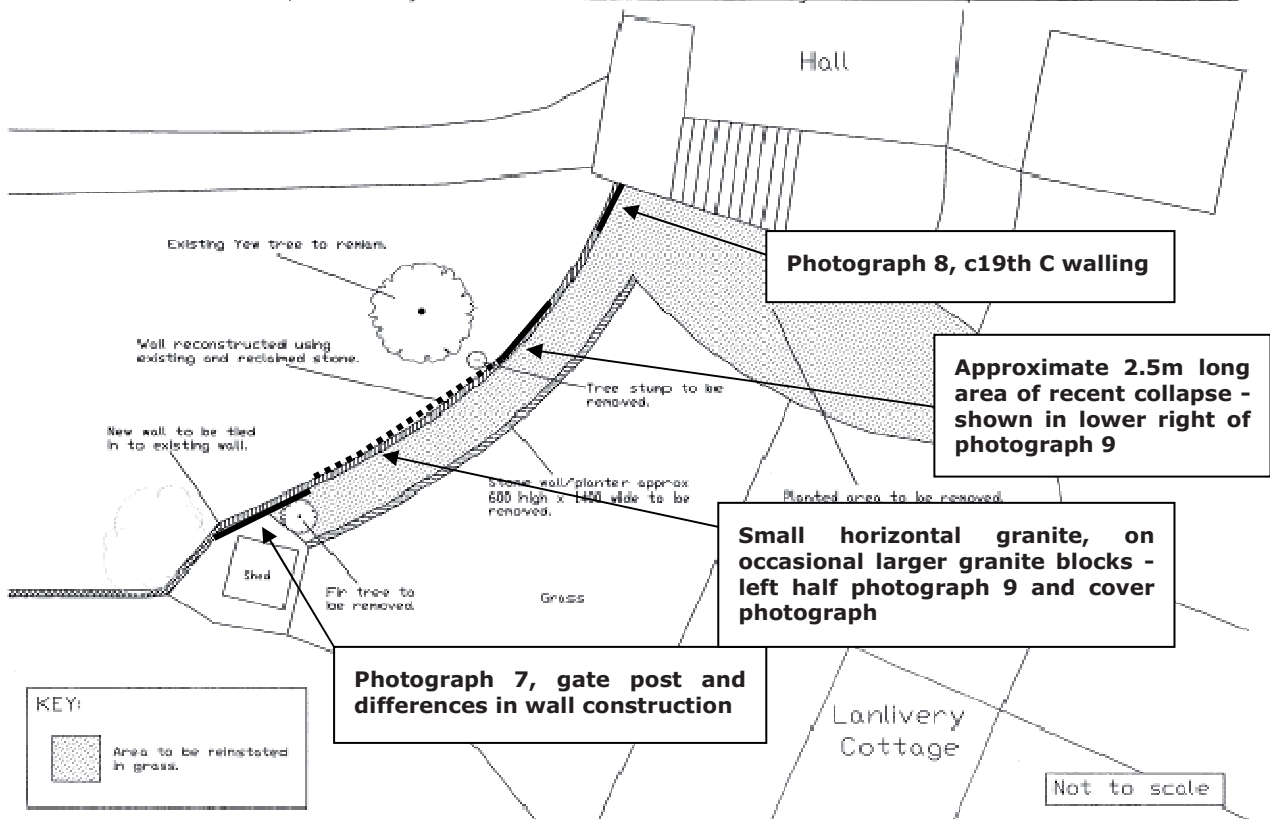 Hall
Existing Yew tree to remian.
Photograph 8, c19th C walling
Wall reconstructed using
existing and reclaimed stone.
Approximate 2.5m long
area of recent collapse -
shown in lower right of
photograph 9
Tree stump to be
removed.
New wall to be tied
in to existing wall.
Stone wall/planter approx
600 high x 1400 wide to be
removed.
Planted area to be removed.
Small horizontal granite, on
occasional larger granite blocks -
left half photograph 9 and cover
photograph
Shed
Fir tree to
be removed
Grass
Photograph 7, gate post and
differences in wall construction
KEY:
Area to be reinstated
in grass.
Lanlivery
Cottage
Not to scale